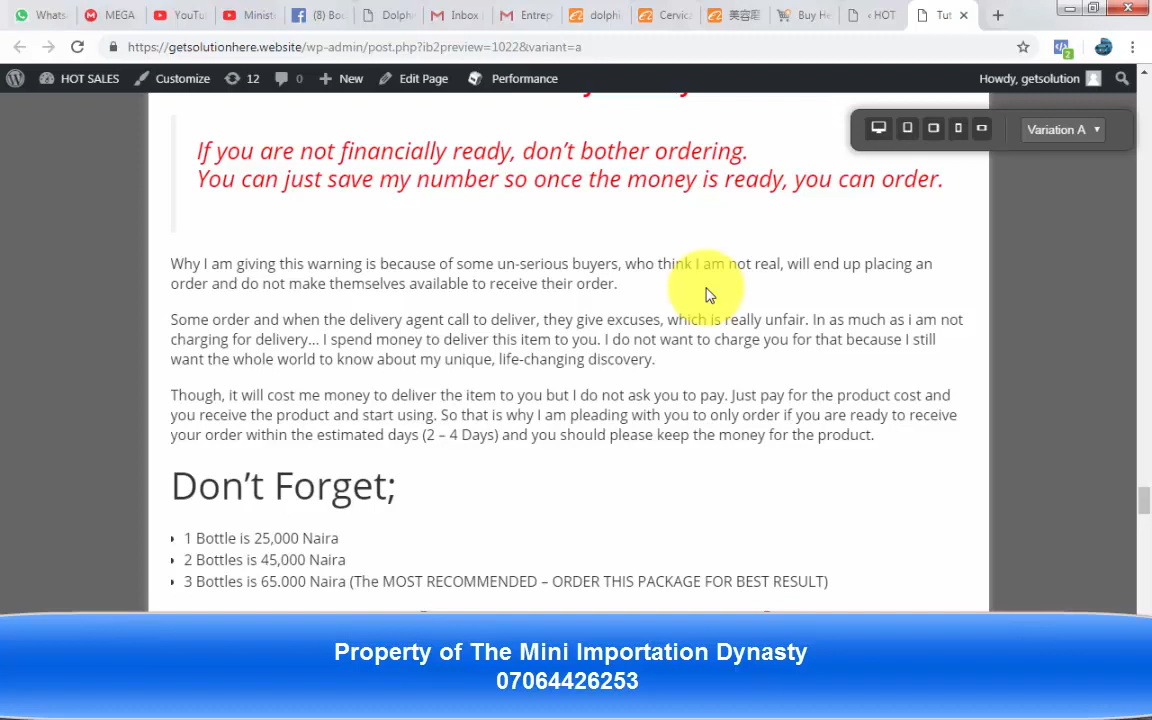 Whats
MEGA
YouTu
Minist
(8) Bo
Dolph
Inbox
Entrep
dolphi
Cervic
美容眉
Buy He
‹ HOT
Tut
https://getsolutionhere.website/wp-admin/post.php?ib2preview=1022&variant=a
2
HOT SALES
Customize
12
0
New
Edit Page
Performance
Howdy, getsolution
Variation A
If you are not financially ready, don't bother ordering.
You can just save my number so once the money is ready, you can order.
Why I am giving this warning is because of some un-serious buyers, who think I am not real, will end up placing an
order and do not make themselves available to receive their order.
Some order and when the delivery agent call to deliver, they give excuses, which is really unfair. In as much as i am not
charging for delivery… I spend money to deliver this item to you. I do not want to charge you for that because I still
want the whole world to know about my unique, life-changing discovery.
Though, it will cost me money to deliver the item to you but I do not ask you to pay. Just pay for the product cost and
you receive the product and start using. So that is why I am pleading with you to only order if you are ready to receive
your order within the estimated days (2 – 4 Days) and you should please keep the money for the product.
Don't Forget;
1 Bottle is 25,000 Naira
2 Bottles is 45,000 Naira
3 Bottles is 65.000 Naira (The MOST RECOMMENDED – ORDER THIS PACKAGE FOR BEST RESULT)
Property of The Mini Importation Dynasty
07064426253